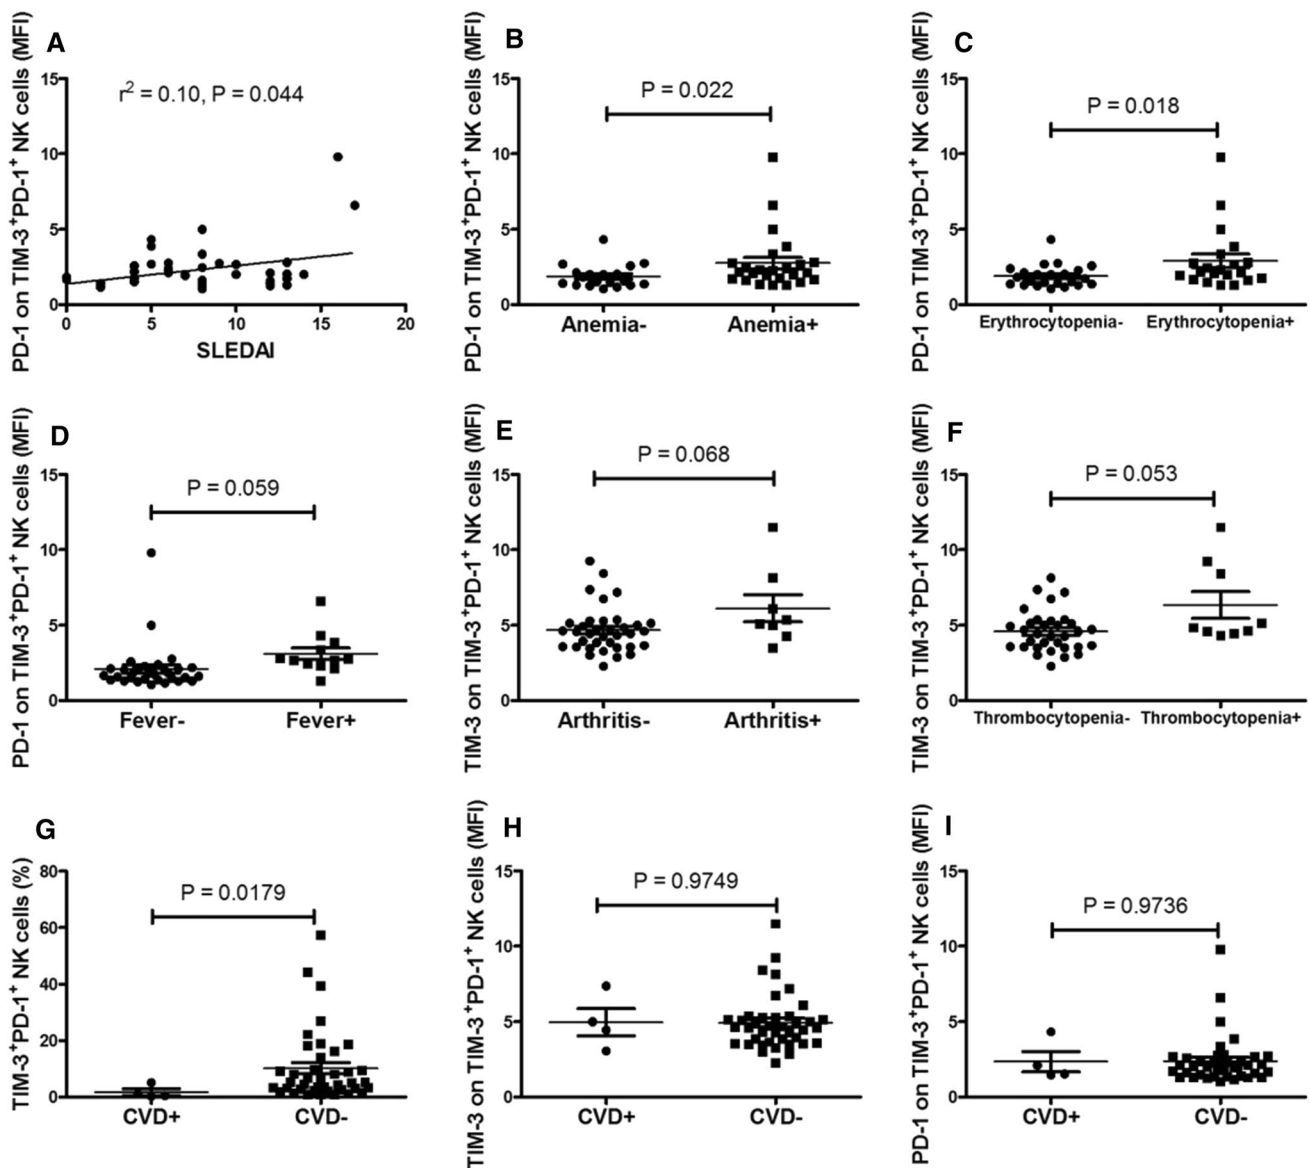 A
PD-1 on TIM-3⁺PD-1⁺ NK cells (MFI)
r² = 0.10, P = 0.044
15
10
5
0
0 5 10 15 20
SLEDAI
B
PD-1 on TIM-3⁺PD-1⁺ NK cells (MFI)
P = 0.022
15
10
5
0
Anemia- Anemia+
C
PD-1 on TIM-3⁺PD-1⁺ NK cells (MFI)
P = 0.018
15
10
5
0
Erythrocytopenia- Erythrocytopenia+
D
PD-1 on TIM-3⁺PD-1⁺ NK cells (MFI)
P = 0.059
15
10
5
0
Fever- Fever+
E
TIM-3 on TIM-3⁺PD-1⁺ NK cells (MFI)
P = 0.068
15
10
5
0
Arthritis- Arthritis+
F
TIM-3 on TIM-3⁺PD-1⁺ NK cells (MFI)
P = 0.053
15
10
5
0
Thrombocytopenia- Thrombocytopenia+
G
TIM-3⁺PD-1⁺ NK cells (%)
P = 0.0179
80
60
40
20
0
CVD+ CVD-
H
TIM-3 on TIM-3⁺PD-1⁺ NK cells (MFI)
P = 0.9749
15
10
5
0
CVD+ CVD-
I
PD-1 on TIM-3⁺PD-1⁺ NK cells (MFI)
P = 0.9736
15
10
5
0
CVD+ CVD-